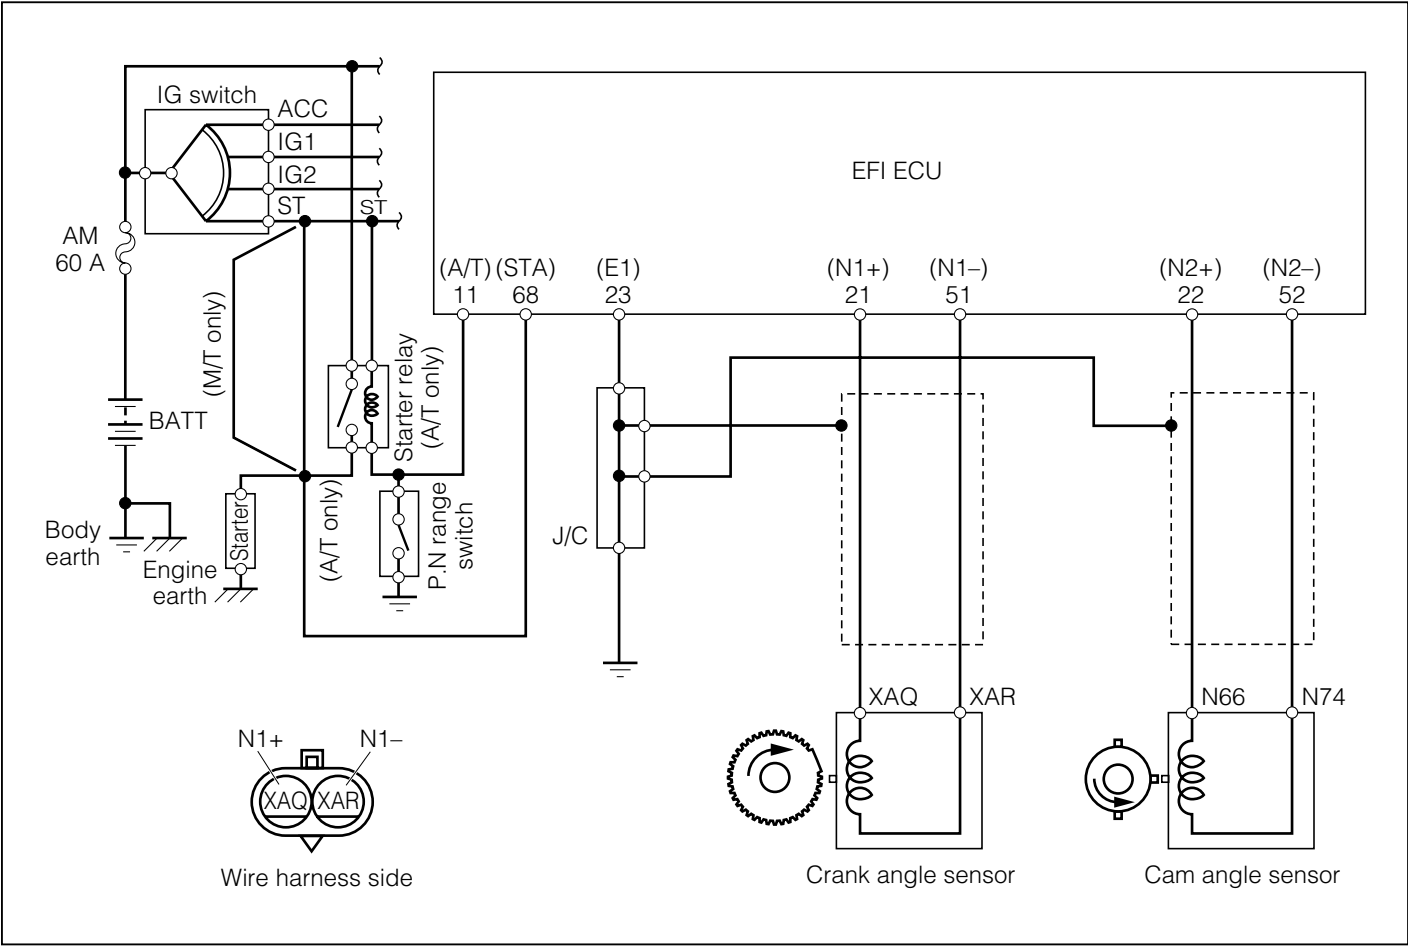 IG switch
ACC
IG1
IG2
ST
ST
AM
60 A
BATT
Body
earth
Engine
earth
(M/T only)
Starter
(A/T only)
Starter relay
(A/T only)
P.N range
switch
EFI ECU
(A/T)
11
(STA)
68
(E1)
23
(N1+)
21
(N1–)
51
(N2+)
22
(N2–)
52
J/C
XAQ
XAR
N66
N74
Crank angle sensor
Cam angle sensor
N1+
N1–
XAQ
XAR
Wire harness side